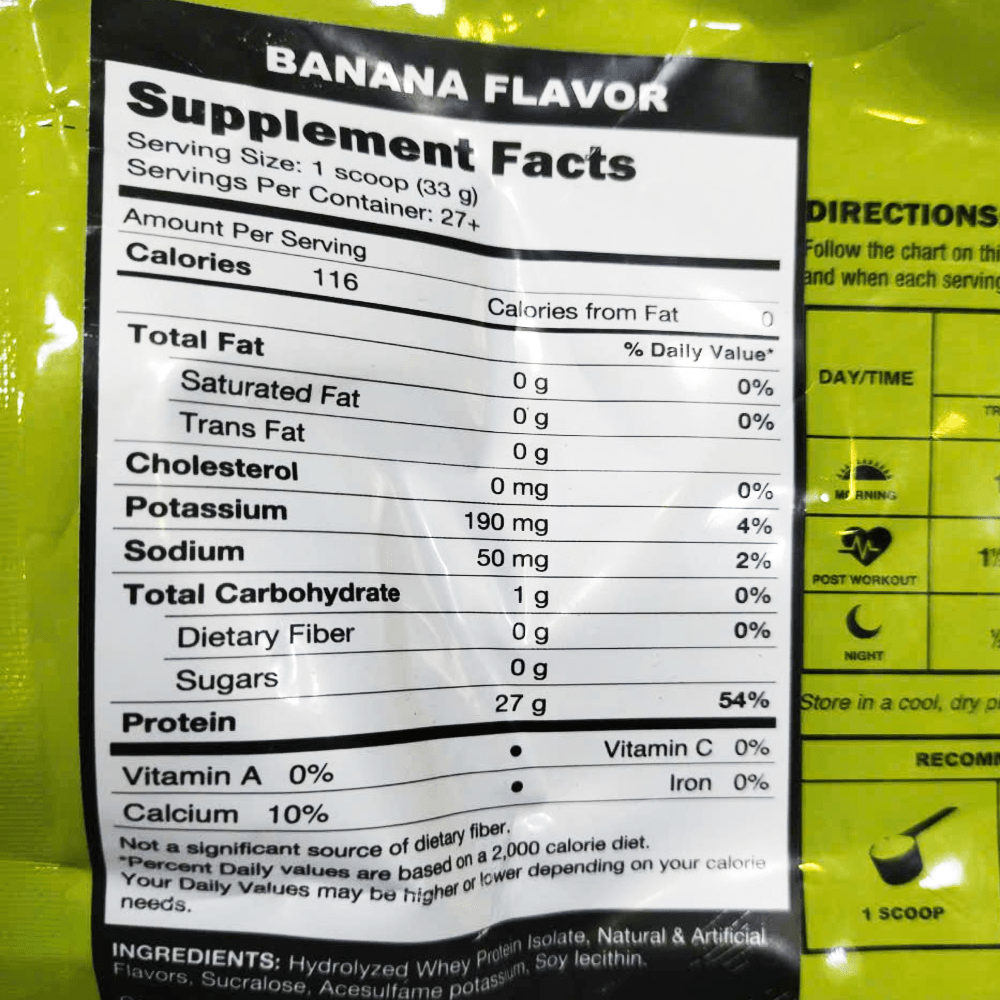 BANANA FLAVOR
Supplement Facts
Serving Size: 1 scoop (33 g)
Servings Per Container: 27+
Amount Per Serving
Calories 116
Calories from Fat 0
% Daily Value*
Total Fat 0 g 0%
Saturated Fat 0 g 0%
Trans Fat 0 g
Cholesterol 0 mg 0%
Potassium 190 mg 4%
Sodium 50 mg 2%
Total Carbohydrate 1 g 0%
Dietary Fiber 0 g 0%
Sugars 0 g
Protein 27 g 54%
Vitamin A 0% • Vitamin C 0%
Calcium 10% • Iron 0%
Not a significant source of dietary fiber.
*Percent Daily values are based on a 2,000 calorie diet.
Your Daily Values may be higher or lower depending on your calorie
needs.
INGREDIENTS: Hydrolyzed Whey Protein Isolate, Natural & Artificial
Flavors, Sucralose, Acesulfame potassium, Soy lecithin.
DIRECTIONS
Follow the chart on
and when each serving
DAY/TIME
MORNING
POST WORKOUT
NIGHT
Store in a cool, dry
1 SCOOP